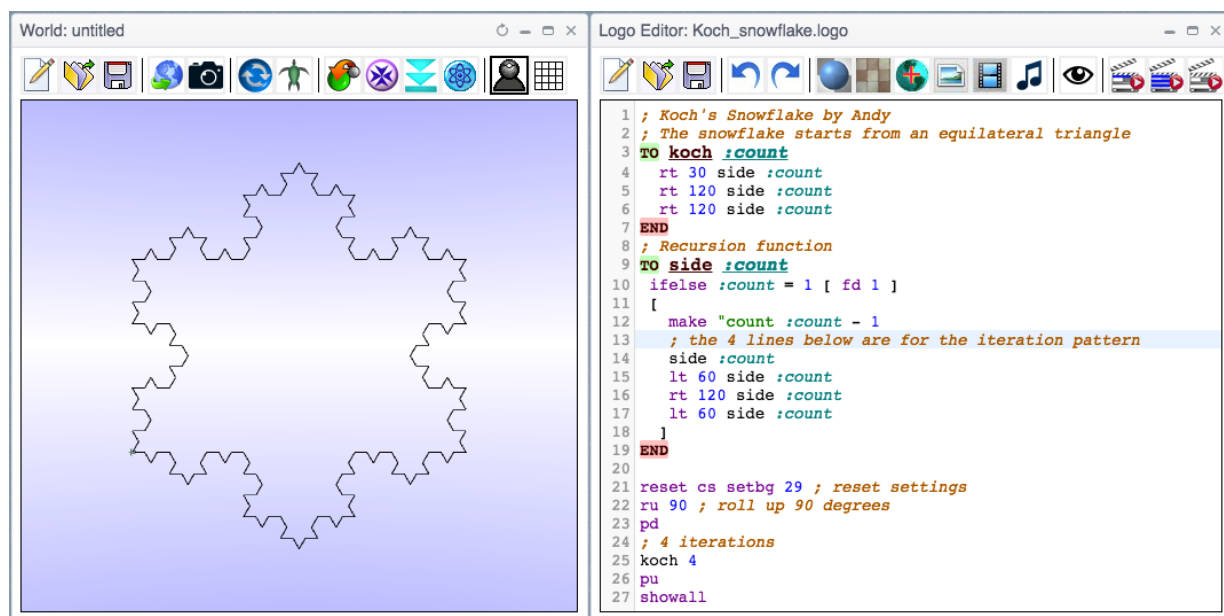 World: untitled
Logo Editor: Koch_snowflake.logo
1 ; Koch's Snowflake by Andy
2 ; The snowflake starts from an equilateral triangle
3 TO koch :count
4   rt 30 side :count
5   rt 120 side :count
6   rt 120 side :count
7 END
8 ; Recursion function
9 TO side :count
10  ifelse :count = 1 [ fd 1 ]
11  [
12    make "count :count - 1
13    ; the 4 lines below are for the iteration pattern
14    side :count
15    lt 60 side :count
16    rt 120 side :count
17    lt 60 side :count
18   ]
19 END
20
21 reset cs setbg 29 ; reset settings
22 ru 90 ; roll up 90 degrees
23 pd
24 ; 4 iterations
25 koch 4
26 pu
27 showall